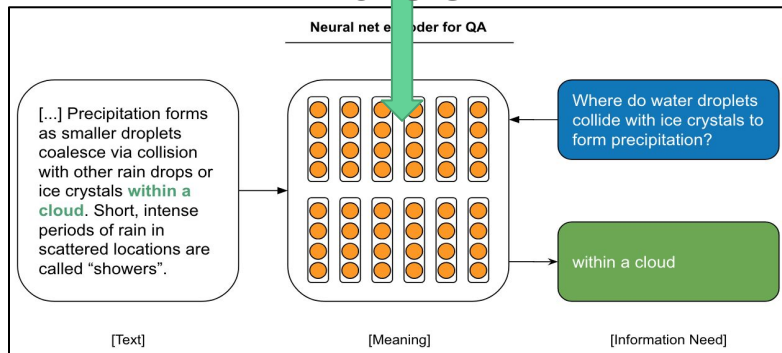 Neural net encoder for QA
[...] Precipitation forms
as smaller droplets
coalesce via collision
with other rain drops or
ice crystals within a
cloud. Short, intense
periods of rain in
scattered locations are
called “showers”.
Where do water droplets
collide with ice crystals to
form precipitation?
within a cloud
[Text]
[Meaning]
[Information Need]